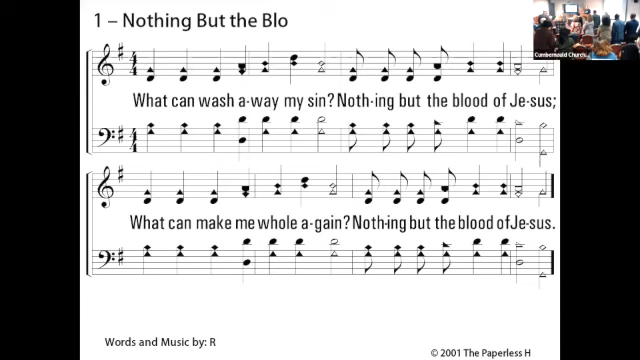 1 – Nothing But the Blo
Cumbernauld Church...
What can wash a-way my sin? Noth-ing but the blood of Je-sus;
What can make me whole a-gain? Noth-ing but the blood of Je-sus.
Words and Music by: R
© 2001 The Paperless H